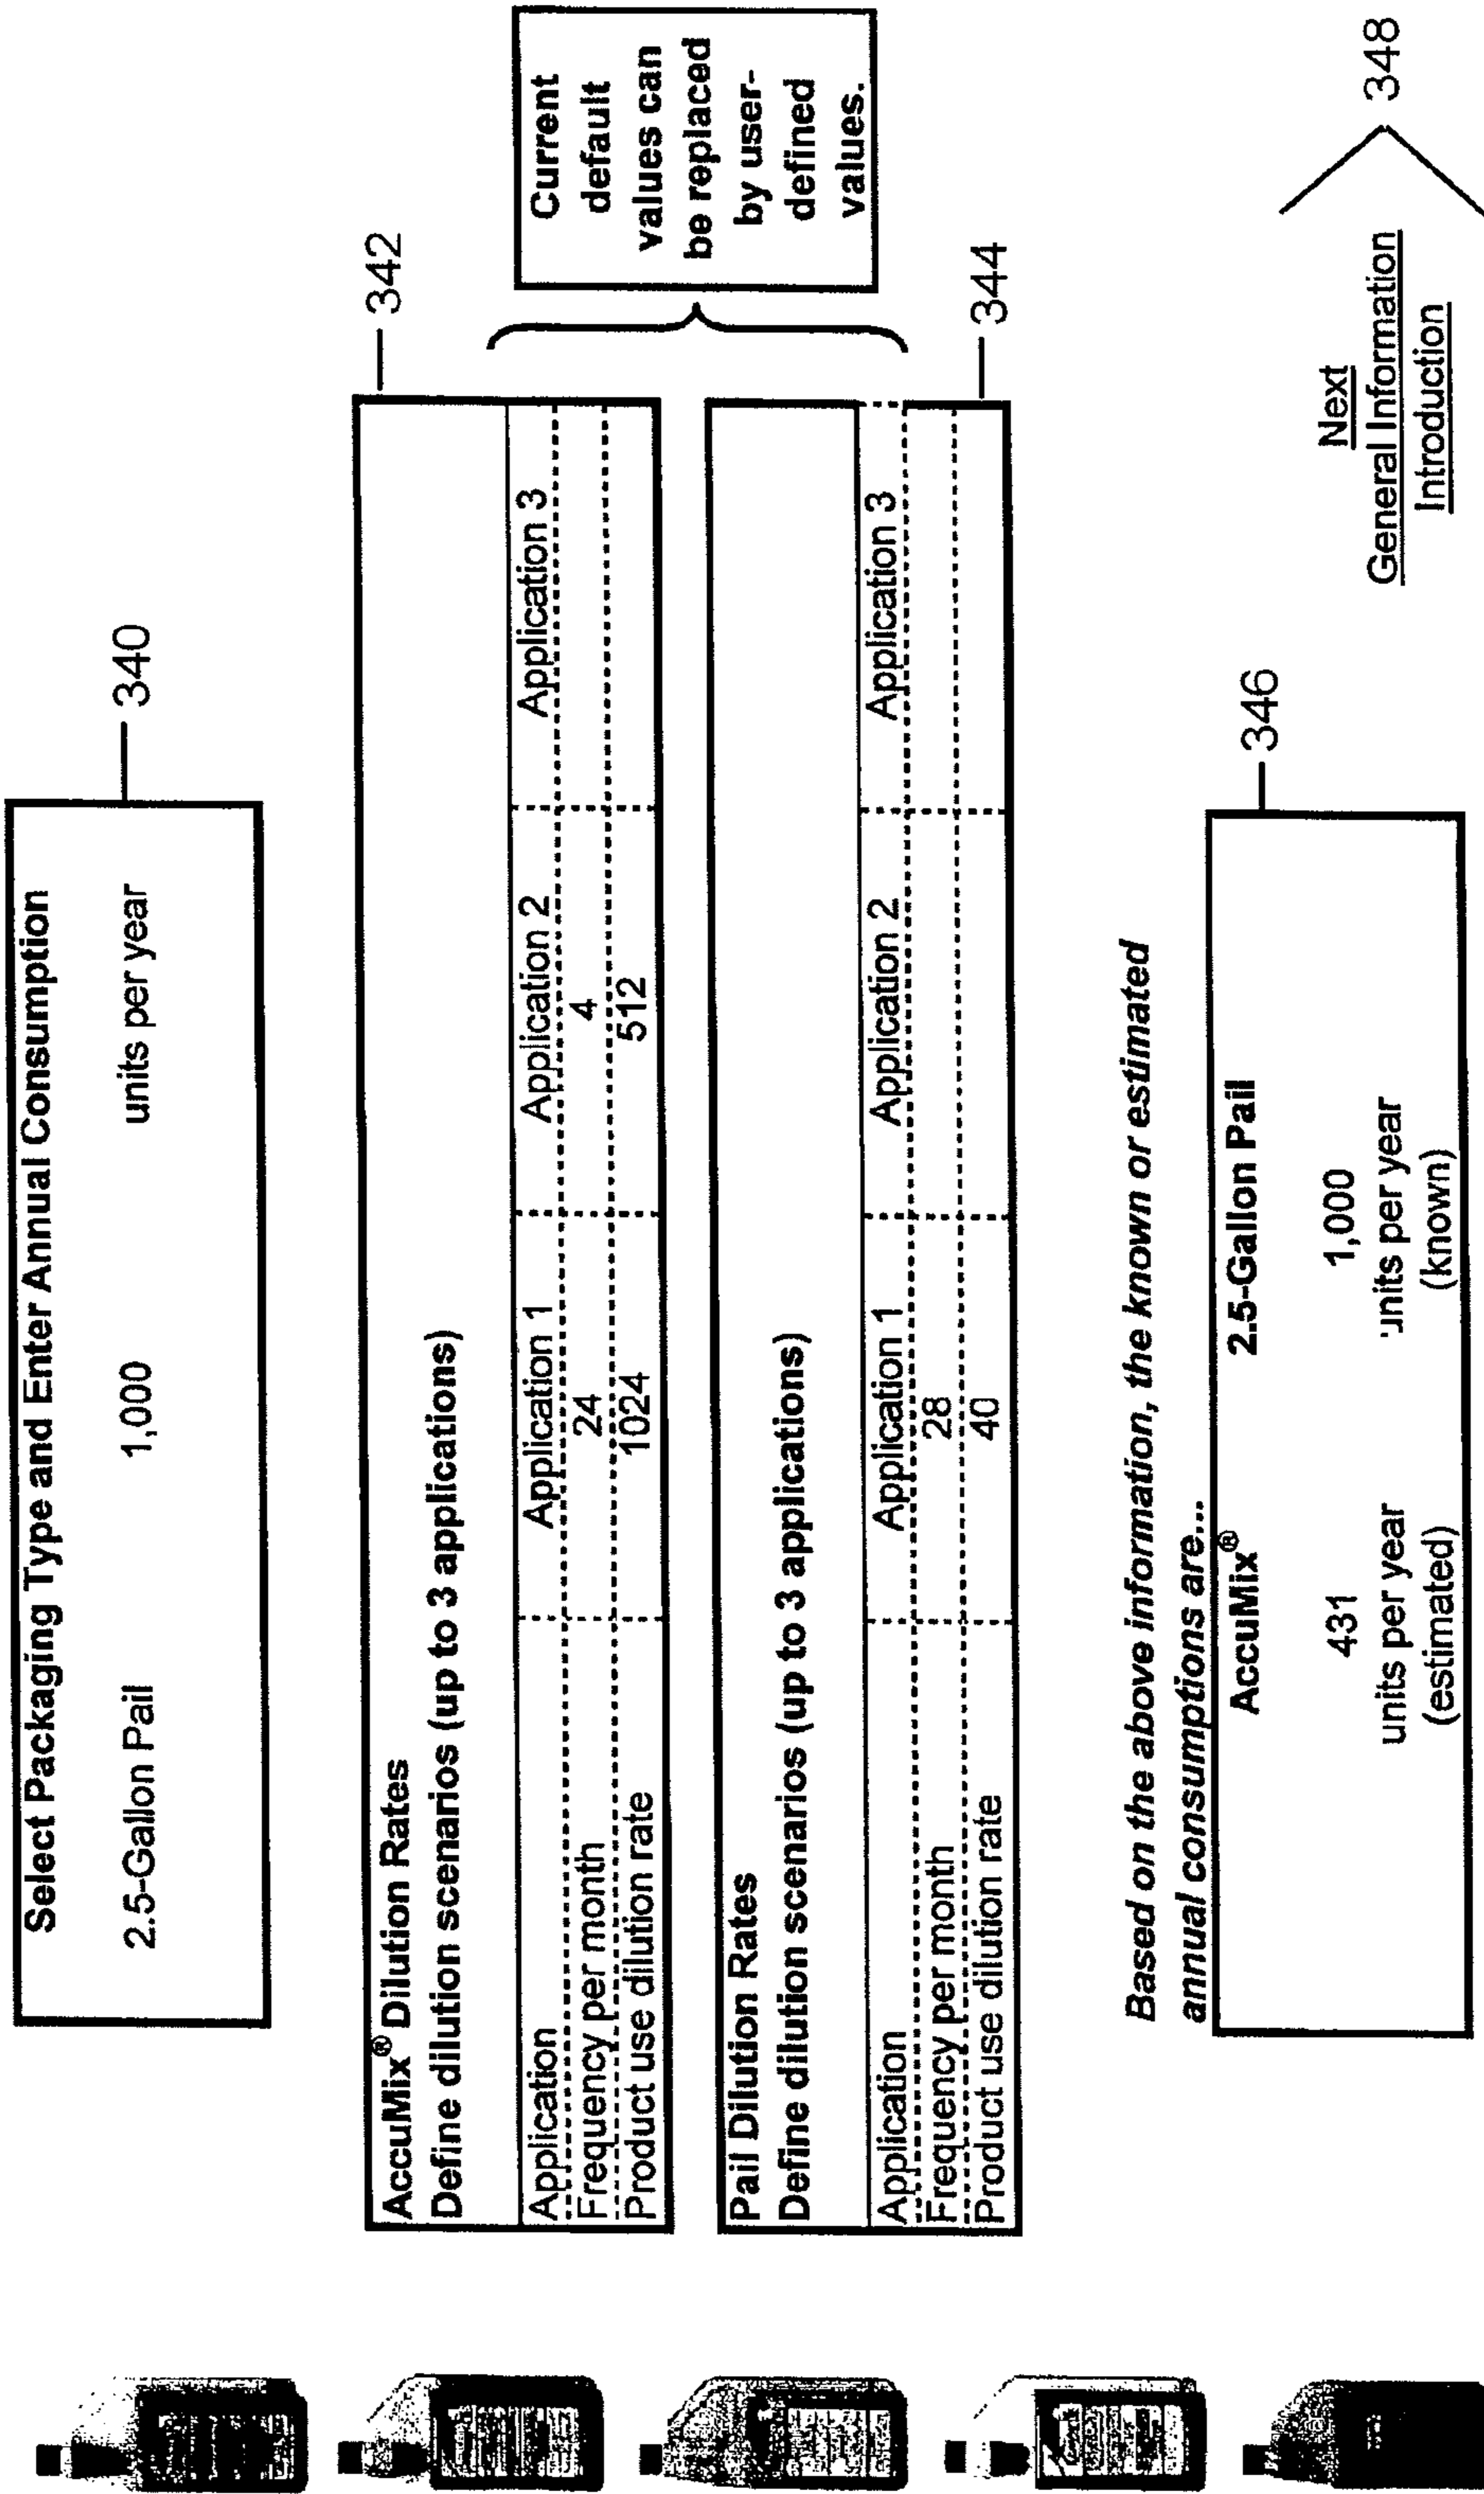 Select Packaging Type and Enter Annual Consumption
2.5-Gallon Pail 1,000 units per year
340
AccuMix® Dilution Rates
Define dilution scenarios (up to 3 applications)
342
Application Application 1 Application 2 Application 3
Frequency per month 24 4
Product use dilution rate 1024 512
Current
default
values can
be replaced
by user-
defined
values.
Pail Dilution Rates
Define dilution scenarios (up to 3 applications)
Application Application 1 Application 2 Application 3
Frequency per month 28
Product use dilution rate 40
344
Based on the above information, the known or estimated
annual consumptions are...
AccuMix® 2.5-Gallon Pail
346
431 1,000
units per year units per year
(estimated) (known)
Next
General Information
Introduction
348